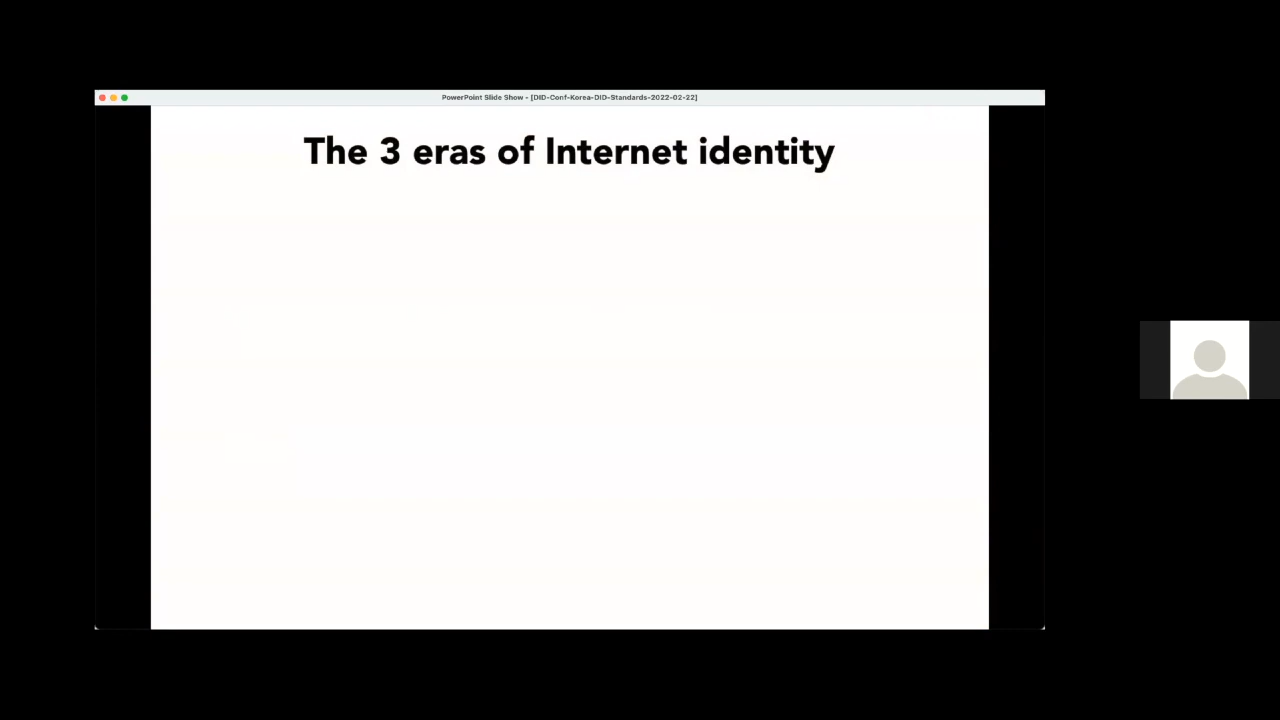 PowerPoint Slide Show - [DID-Conf-Korea-DID-Standards-2022-02-22]
The 3 eras of Internet identity